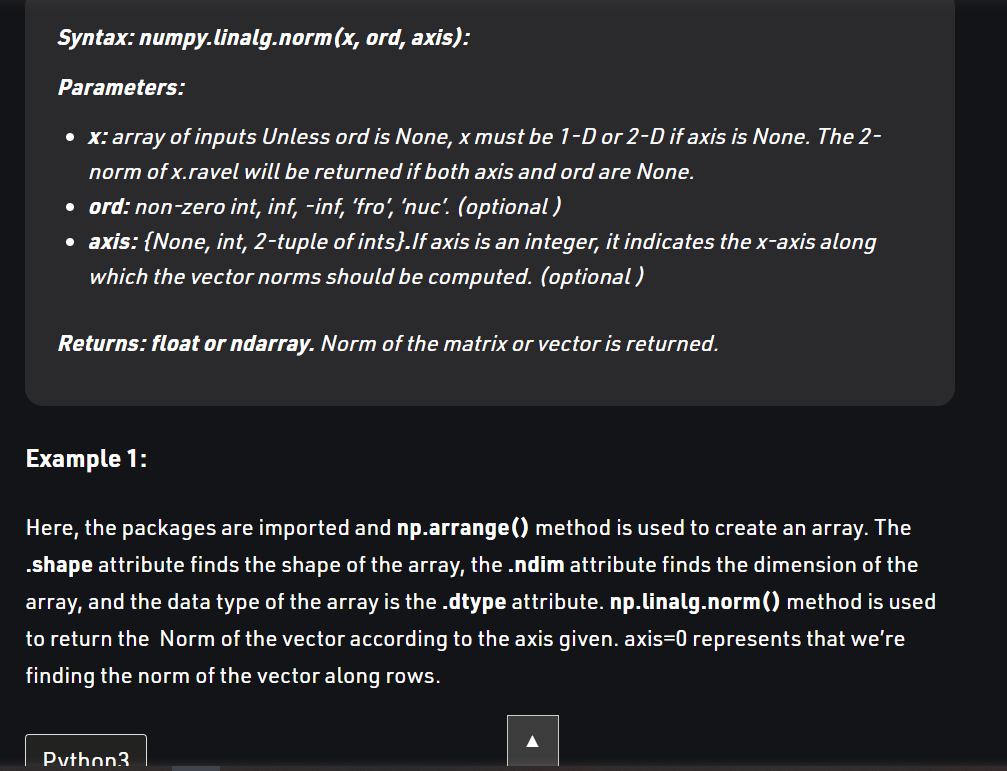 Syntax: numpy.linalg.norm(x, ord, axis):
Parameters:
x: array of inputs Unless ord is None, x must be 1-D or 2-D if axis is None. The 2-
norm of x.ravel will be returned if both axis and ord are None.
ord: non-zero int, inf, -inf, ‘fro’, ‘nuc’. (optional )
axis: {None, int, 2-tuple of ints}.If axis is an integer, it indicates the x-axis along
which the vector norms should be computed. (optional )
Returns: float or ndarray. Norm of the matrix or vector is returned.
Example 1:
Here, the packages are imported and np.arrange() method is used to create an array. The
.shape attribute finds the shape of the array, the .ndim attribute finds the dimension of the
array, and the data type of the array is the .dtype attribute. np.linalg.norm() method is used
to return the  Norm of the vector according to the axis given. axis=0 represents that we’re
finding the norm of the vector along rows.
Python3